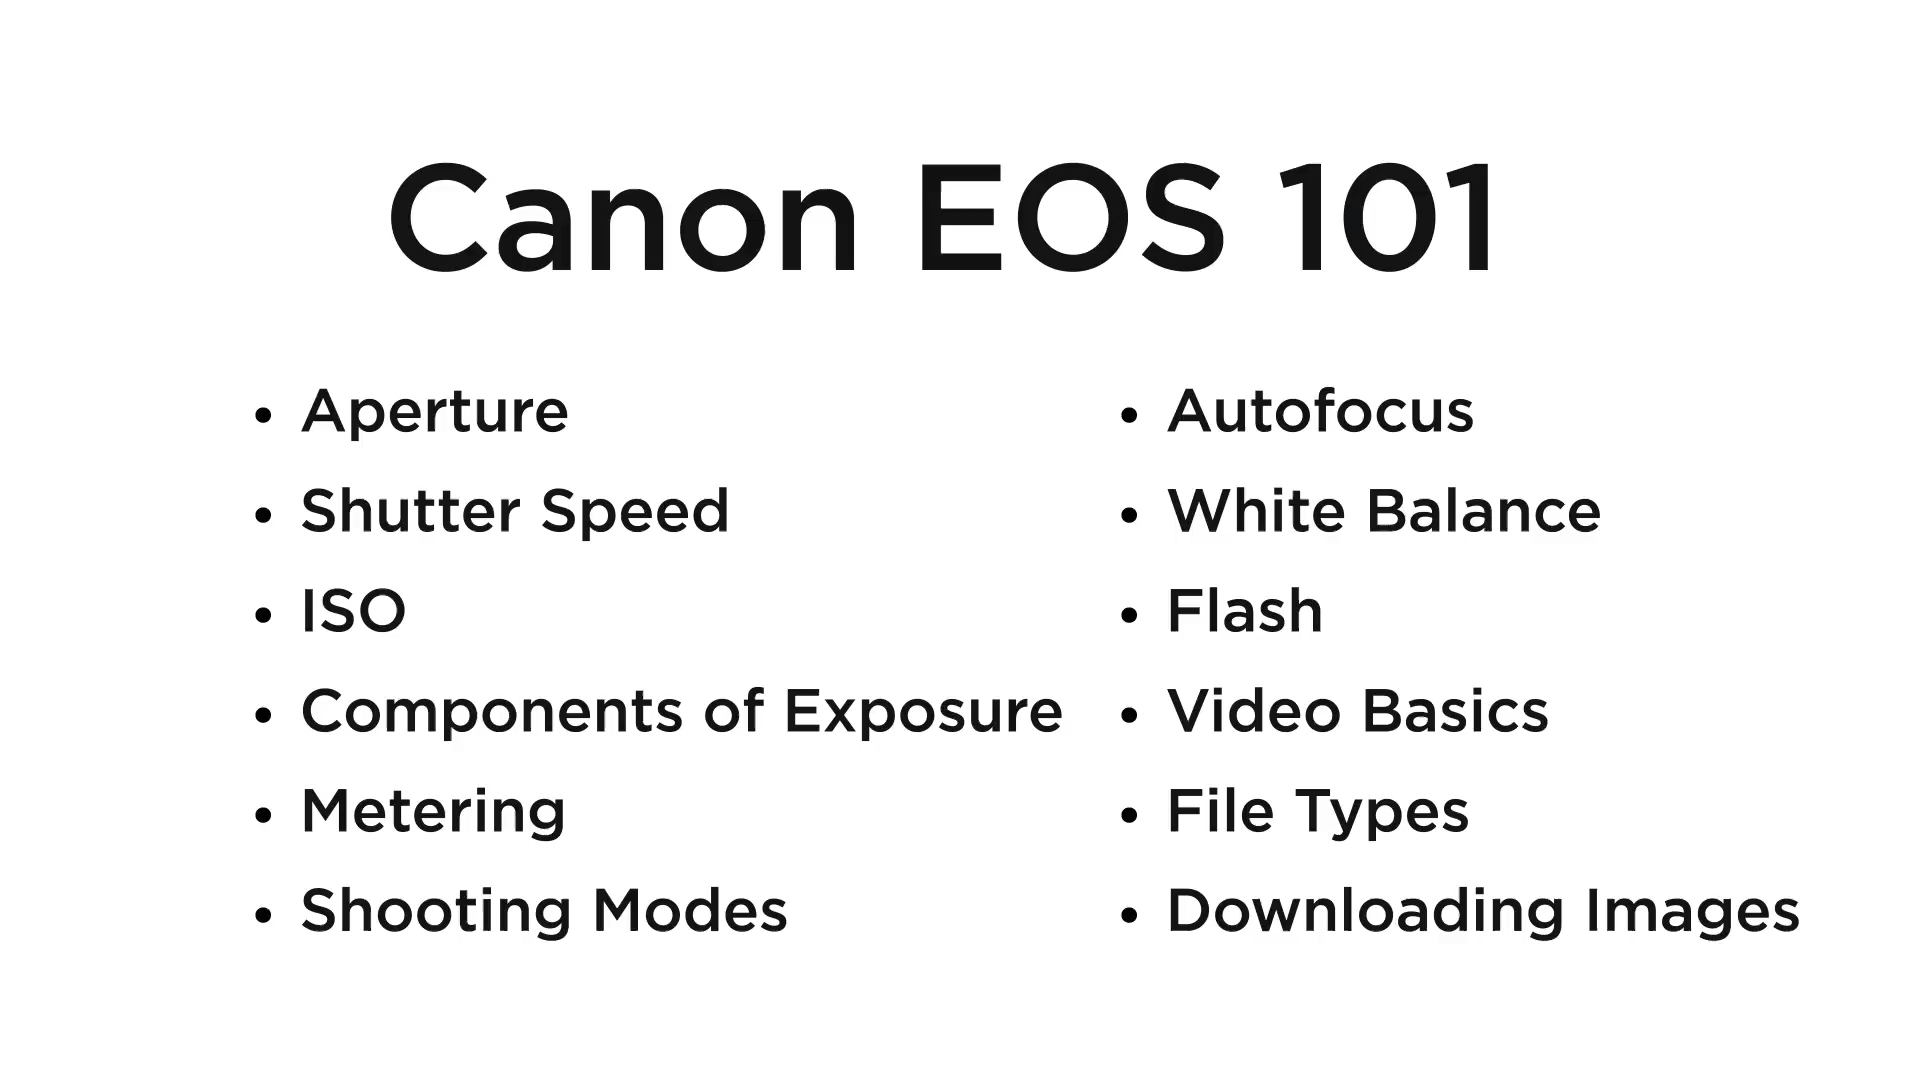 Canon EOS 101
• Aperture
• Shutter Speed
• ISO
• Components of Exposure
• Metering
• Shooting Modes
• Autofocus
• White Balance
• Flash
• Video Basics
• File Types
• Downloading Images